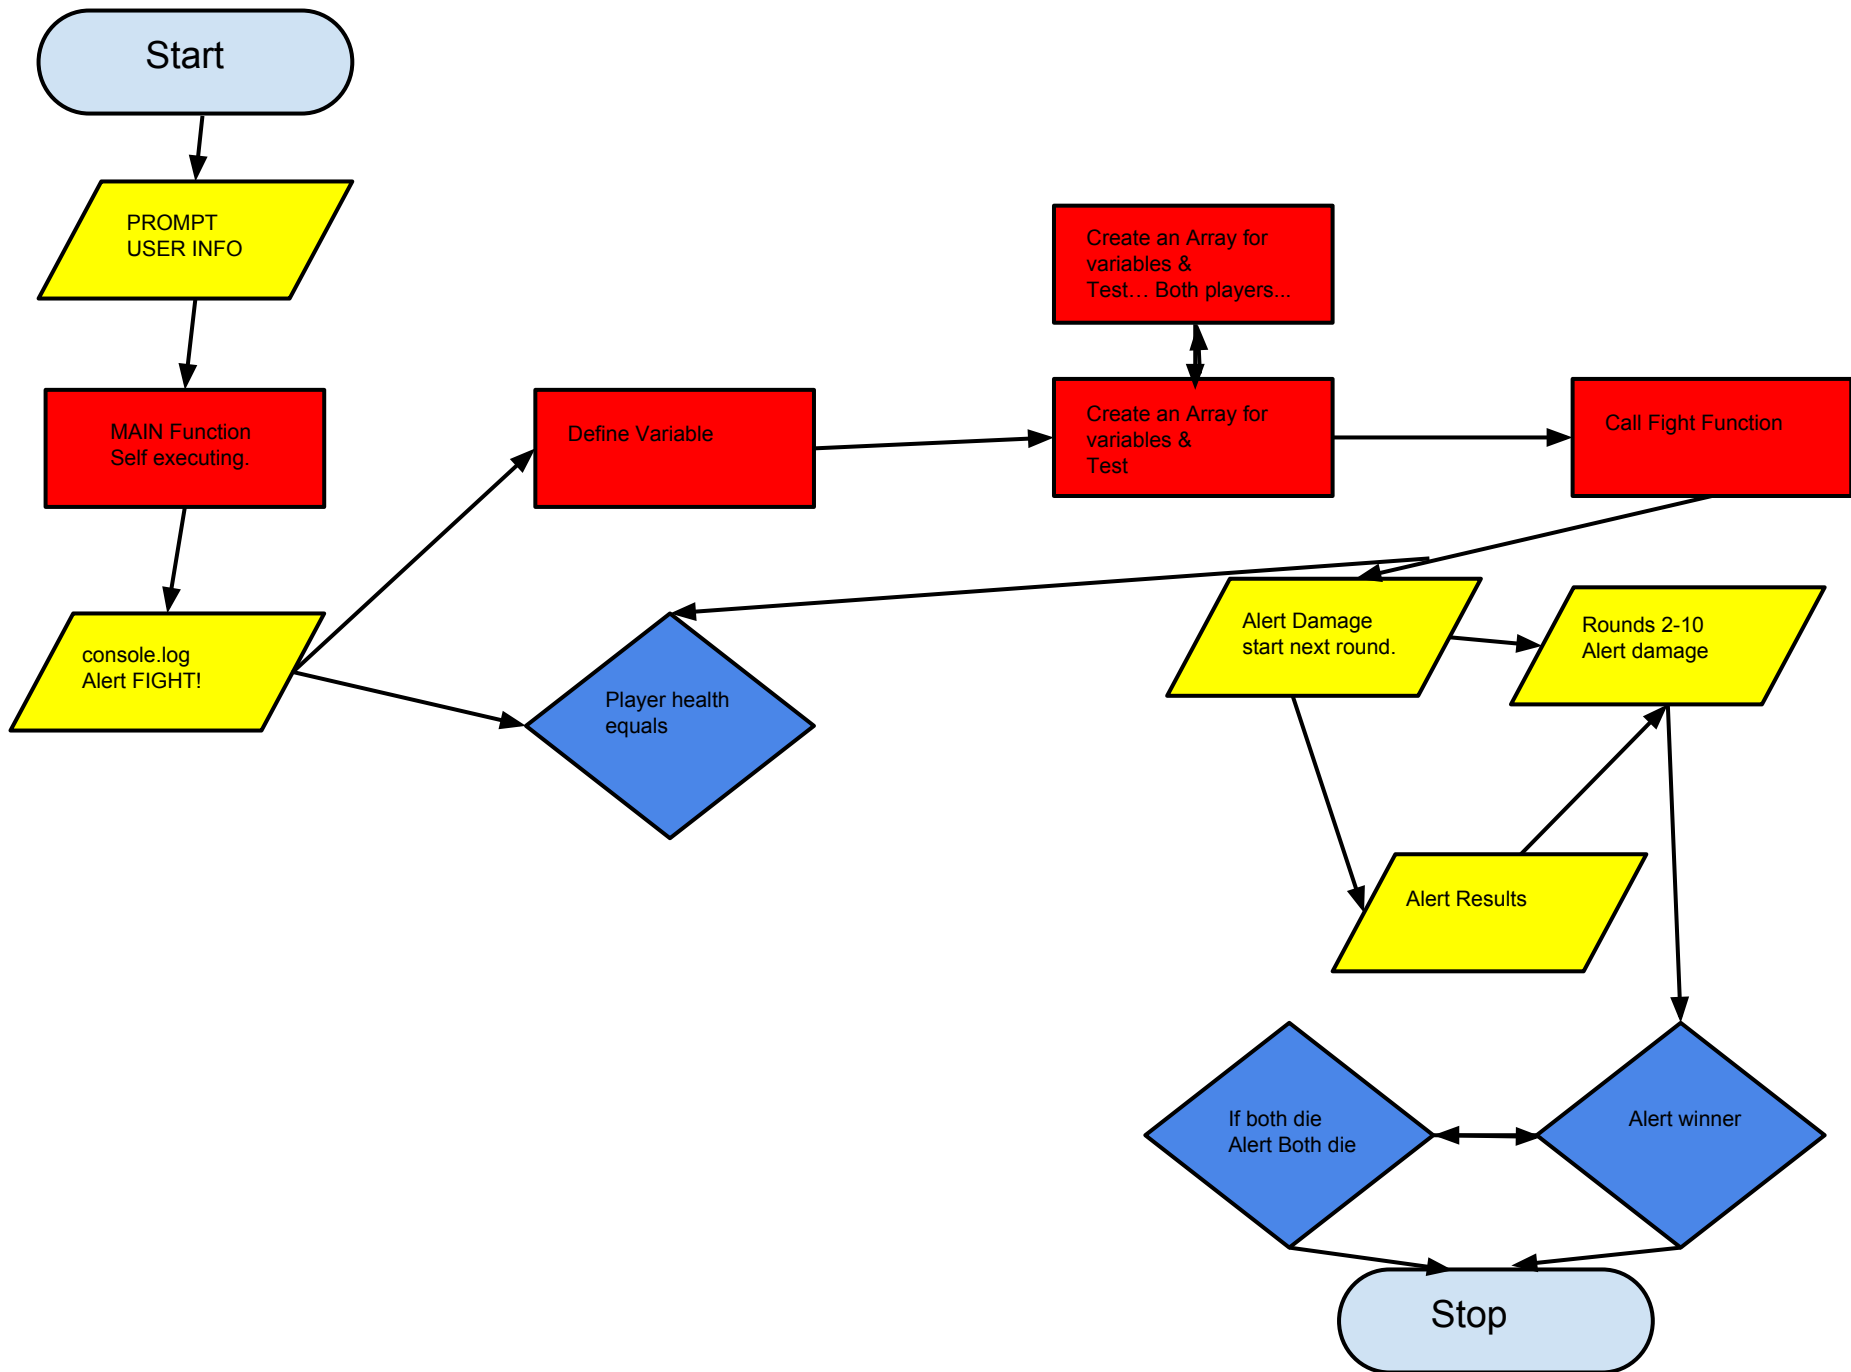 Start
PROMPT
USER INFO
Create an Array for
variables &
Test... Both players...
MAIN Function
Self executing.
Define Variable
Create an Array for
variables &
Test
Call Fight Function
console.log
Alert FIGHT!
Player health
equals
Alert Damage
start next round.
Rounds 2-10
Alert damage
Alert Results
If both die
Alert Both die
Alert winner
Stop